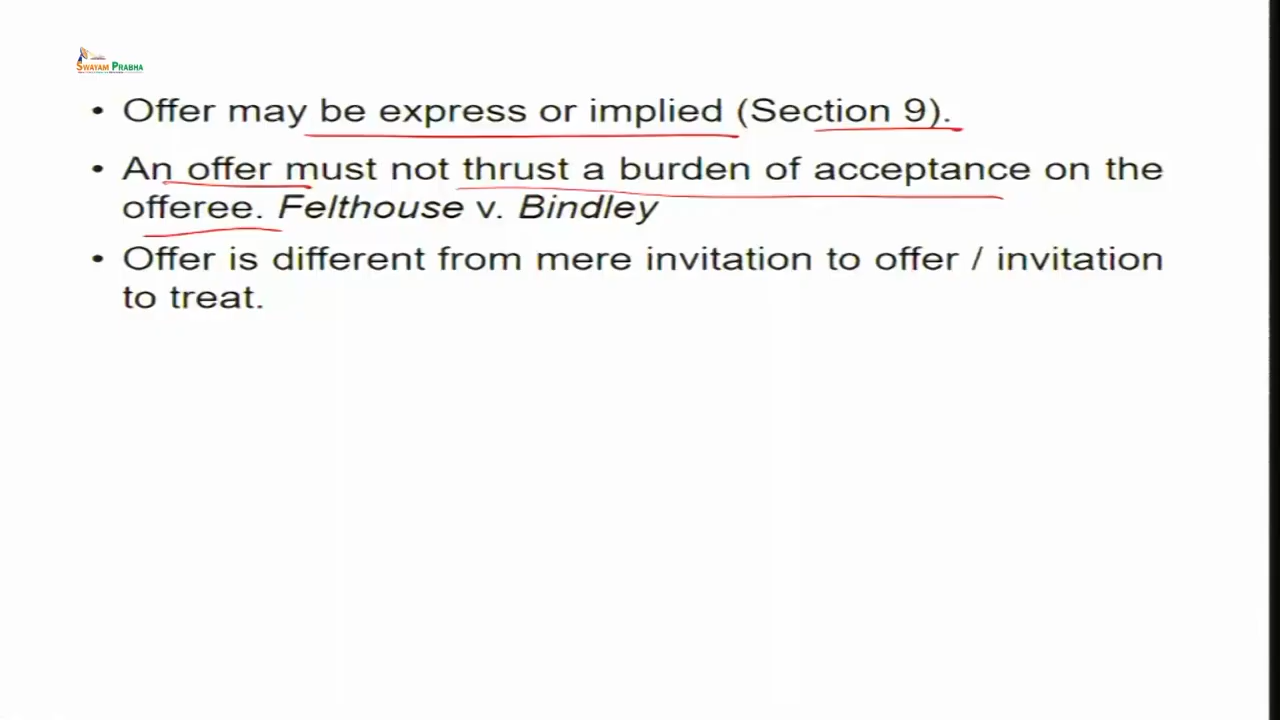 SWAYAM PRABHA
• Offer may be express or implied (Section 9).
• An offer must not thrust a burden of acceptance on the
offeree. Felthouse v. Bindley
• Offer is different from mere invitation to offer / invitation
to treat.